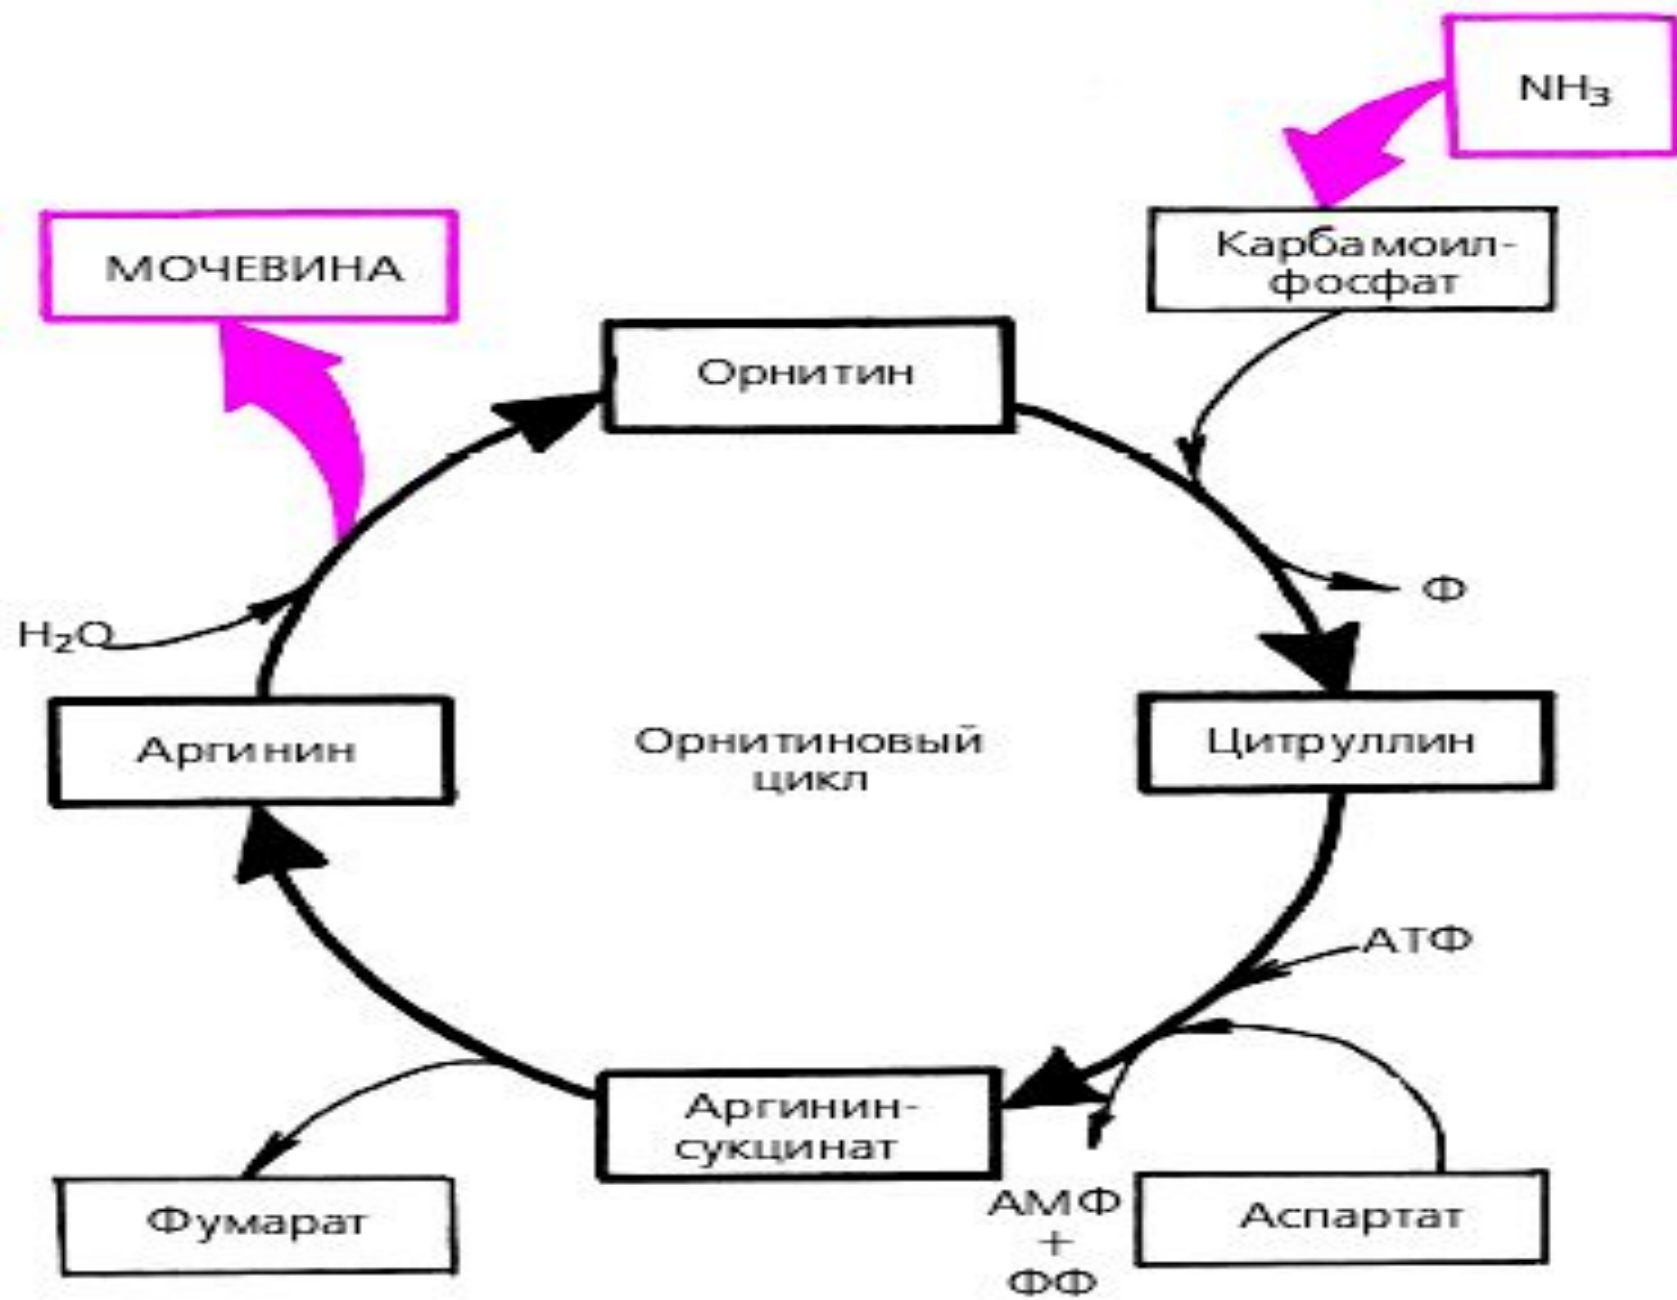 NH₃
Карбамоил-
фосфат
МОЧЕВИНА
Орнитин
Ф
H₂O
Аргинин
Орнитиновый
цикл
Цитруллин
АТФ
Аргинин-
сукцинат
АМФ
+
ФФ
Аспартат
Фумарат